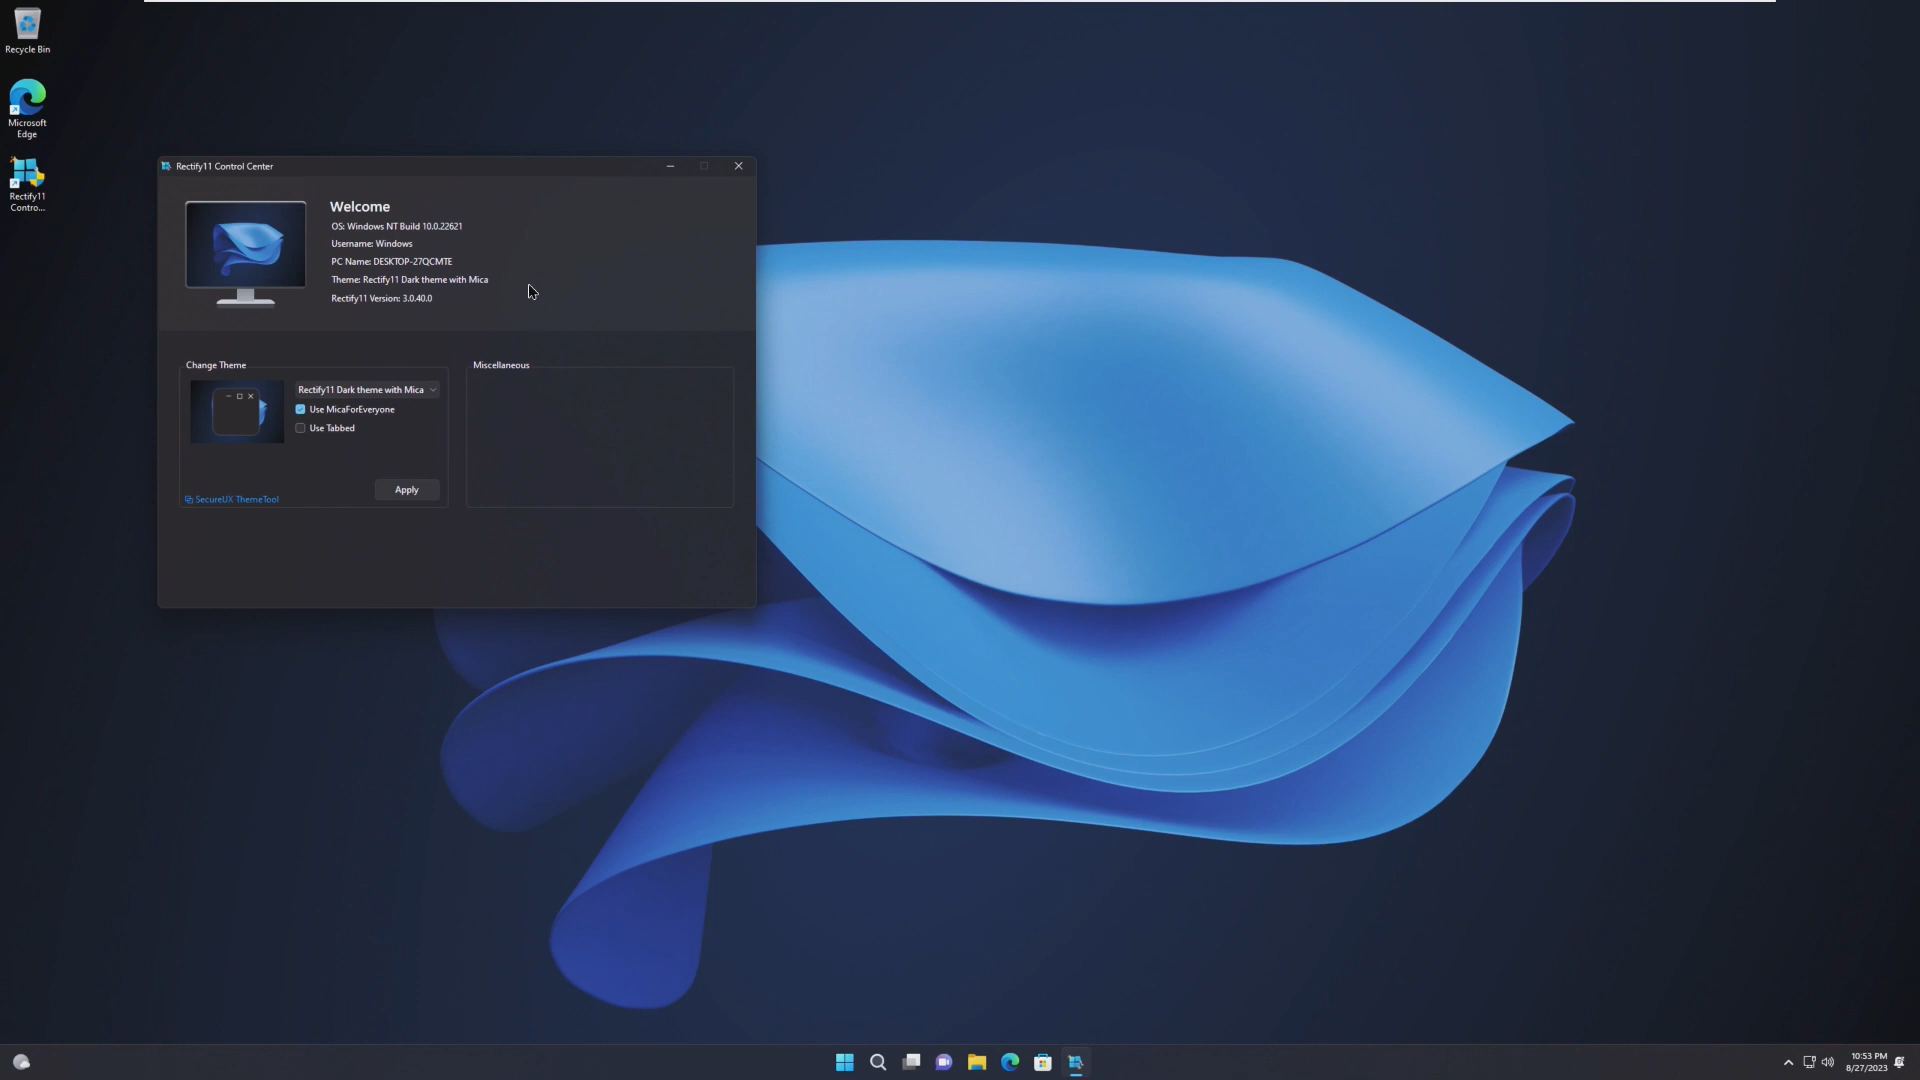 Recycle Bin
Microsoft
Edge
Rectify11
Contro...
Rectify11 Control Center
Welcome
OS: Windows NT Build 10.0.22621
Username: Windows
PC Name: DESKTOP-27QCMTE
Theme: Rectify11 Dark theme with Mica
Rectify11 Version: 3.0.40.0
Change Theme
Rectify11 Dark theme with Mica
Use MicaForEveryone
Use Tabbed
Apply
SecureUX ThemeTool
Miscellaneous
10:53 PM
8/27/2023